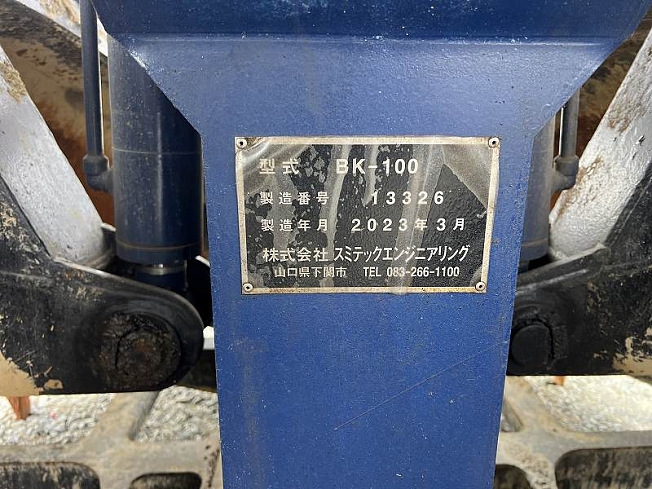 型式 BK-100
製造番号 13326
製造年月 2023年3月
株式会社 スミテックエンジニアリング
山口県下関市 TEL 083-266-1100